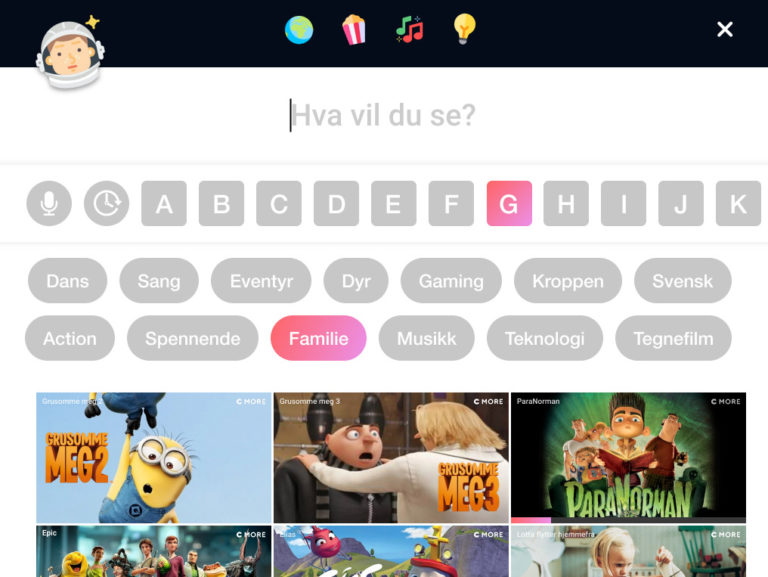 Hva vil du se?
A B C D E F G H I J K
Dans Sang Eventyr Dyr Gaming Kroppen Svensk
Action Spennende Familie Musikk Teknologi Tegnefilm
Grusomme meg 2 C MORE Grusomme meg 3 C MORE ParaNorman C MORE
GRUSOMME
MEG2
GRUSOMME
MEG3
PARANORMAN
Epic C MORE Elias C MORE Lotta flytter hjemmefra C MORE